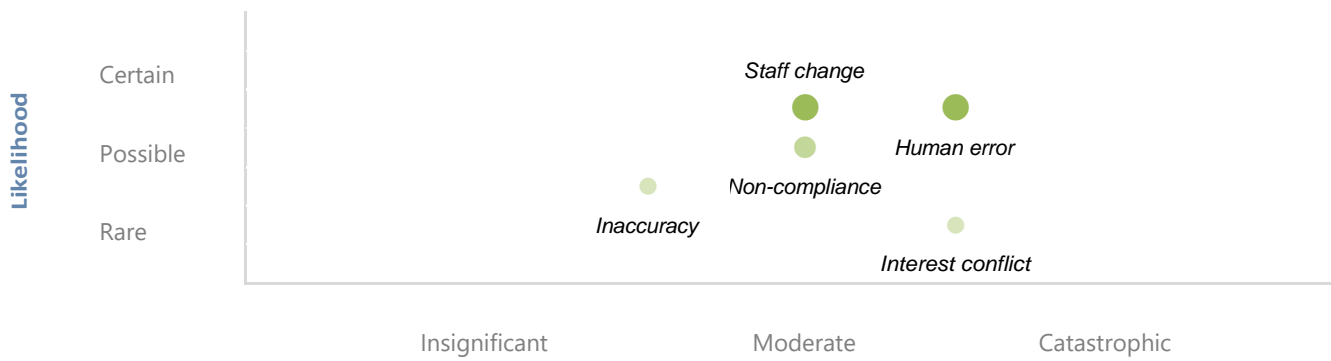 Likelihood
Certain
Possible
Rare
Staff change
Human error
Non-compliance
Inaccuracy
Interest conflict
Insignificant
Moderate
Catastrophic